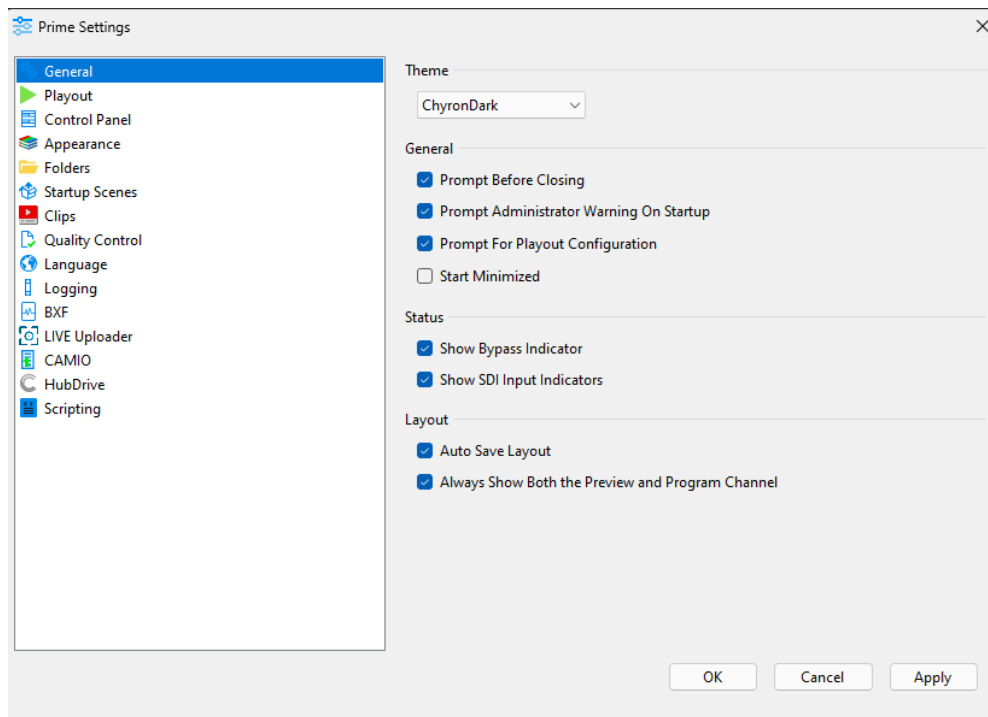 Prime Settings
General
Playout
Control Panel
Appearance
Folders
Startup Scenes
Clips
Quality Control
Language
Logging
BXF
LIVE Uploader
CAMIO
HubDrive
Scripting
Theme
ChyronDark
General
Prompt Before Closing
Prompt Administrator Warning On Startup
Prompt For Playout Configuration
Start Minimized
Status
Show Bypass Indicator
Show SDI Input Indicators
Layout
Auto Save Layout
Always Show Both the Preview and Program Channel
OK
Cancel
Apply